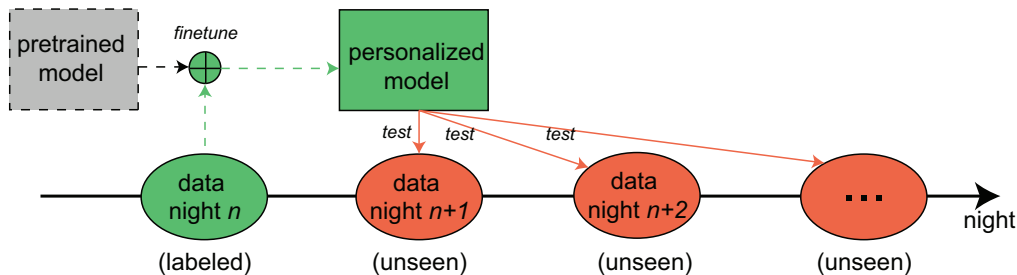 pretrained
model
finetune
personalized
model
test
test
test
data
night n
data
night n+1
data
night n+2
...
night
(labeled)
(unseen)
(unseen)
(unseen)